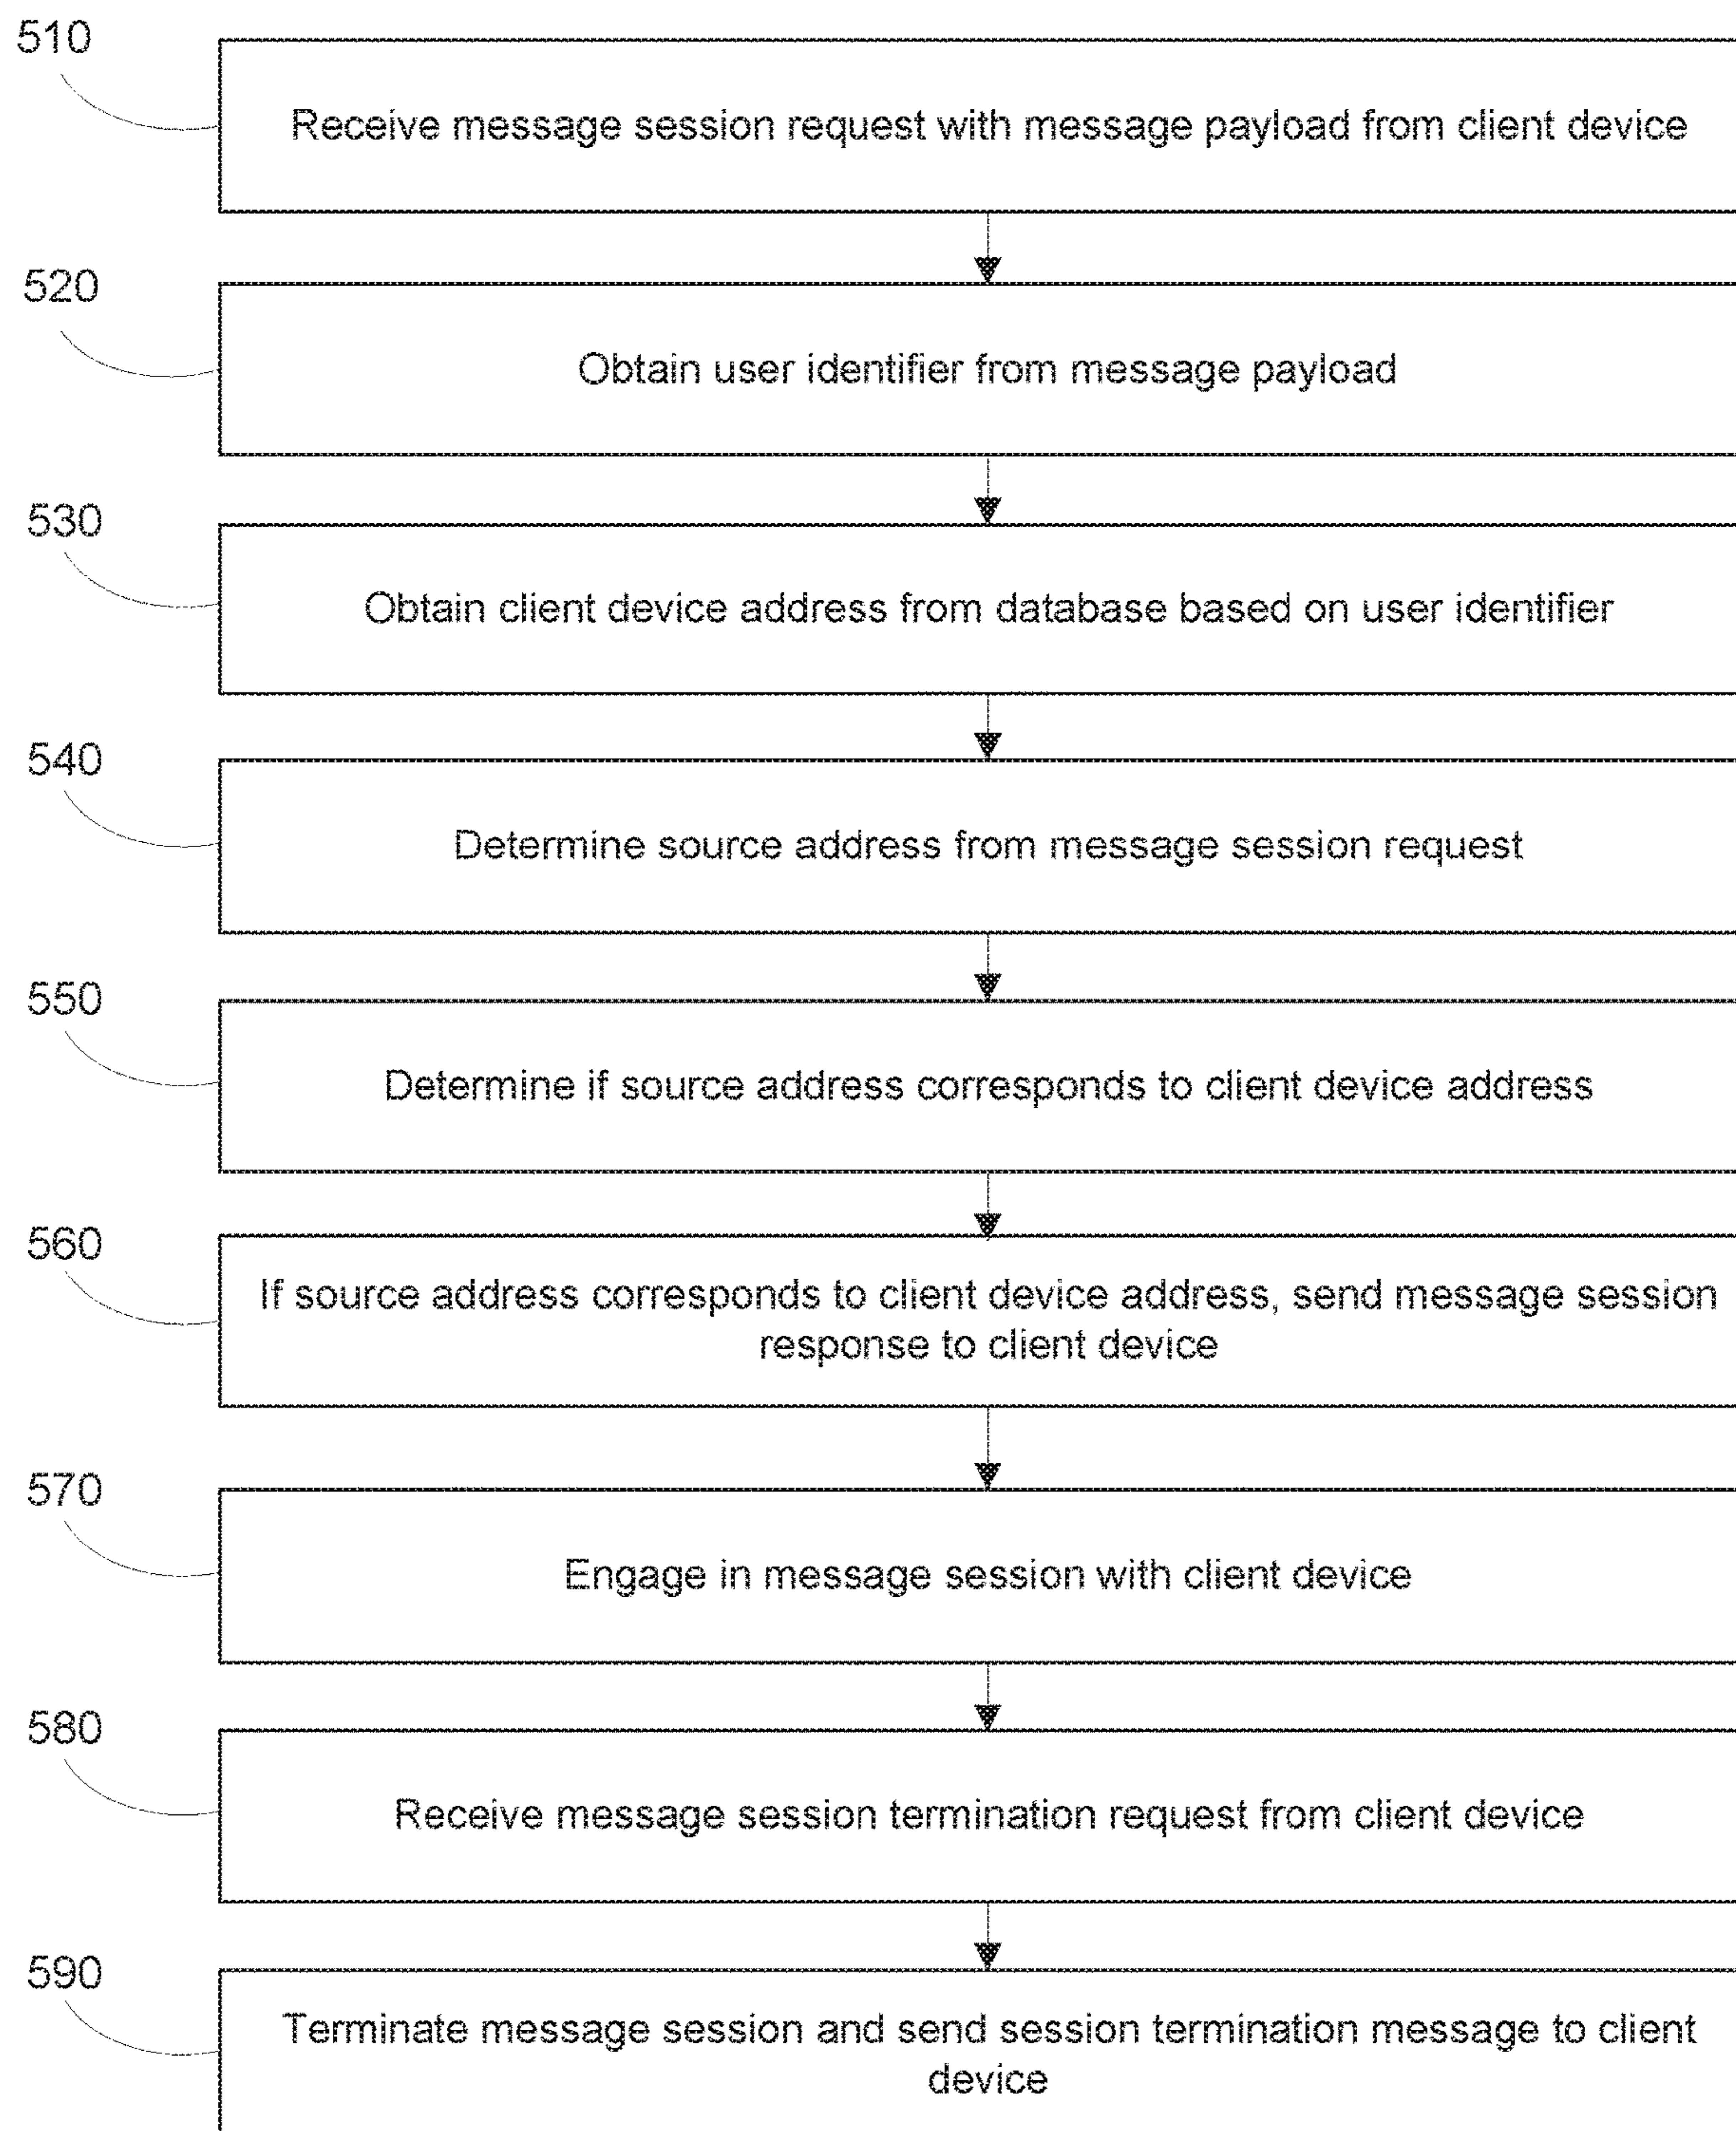 510
Receive message session request with message payload from client device
520
Obtain user identifier from message payload
530
Obtain client device address from database based on user identifier
540
Determine source address from message session request
550
Determine if source address corresponds to client device address
560
If source address corresponds to client device address, send message session
response to client device
570
Engage in message session with client device
580
Receive message session termination request from client device
590
Terminate message session and send session termination message to client
device